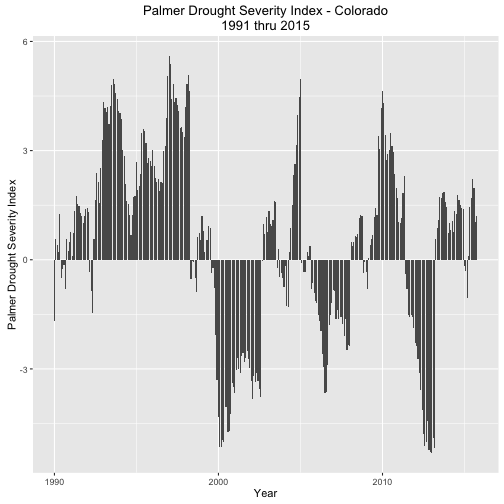 Palmer Drought Severity Index - Colorado
1991 thru 2015
6
3
0
-3
Palmer Drought Severity Index
1990
2000
2010
Year